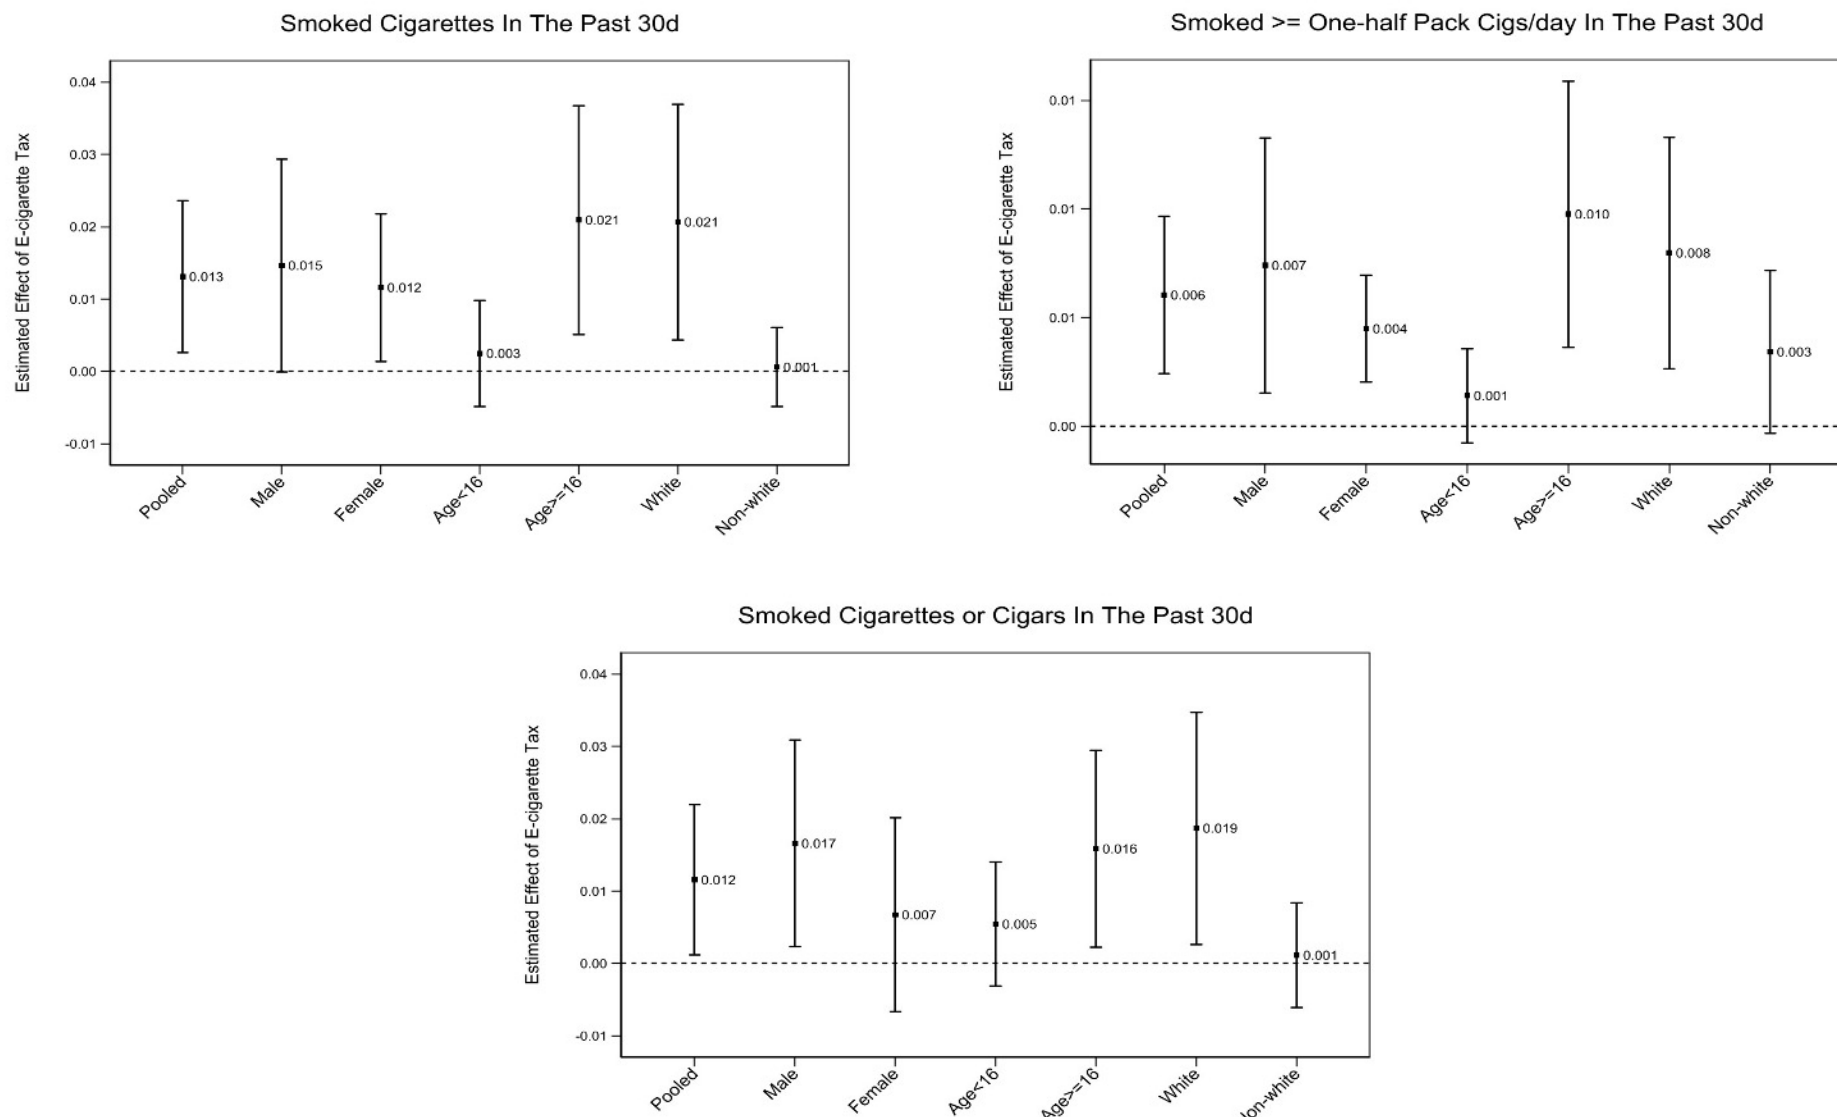 Smoked Cigarettes In The Past 30d
Estimated Effect of E-cigarette Tax
0.04
0.03
0.02
0.01
0.00
-0.01
0.013
0.015
0.012
0.003
0.021
0.021
0.001
Pooled
Male
Female
Age<16
Age>=16
White
Non-white
Smoked >= One-half Pack Cigs/day In The Past 30d
Estimated Effect of E-cigarette Tax
0.01
0.01
0.01
0.00
0.006
0.007
0.004
0.001
0.010
0.008
0.003
Pooled
Male
Female
Age<16
Age>=16
White
Non-white
Smoked Cigarettes or Cigars In The Past 30d
Estimated Effect of E-cigarette Tax
0.04
0.03
0.02
0.01
0.00
-0.01
0.012
0.017
0.007
0.005
0.016
0.019
0.001
Pooled
Male
Female
Age<16
Age>=16
White
on-white